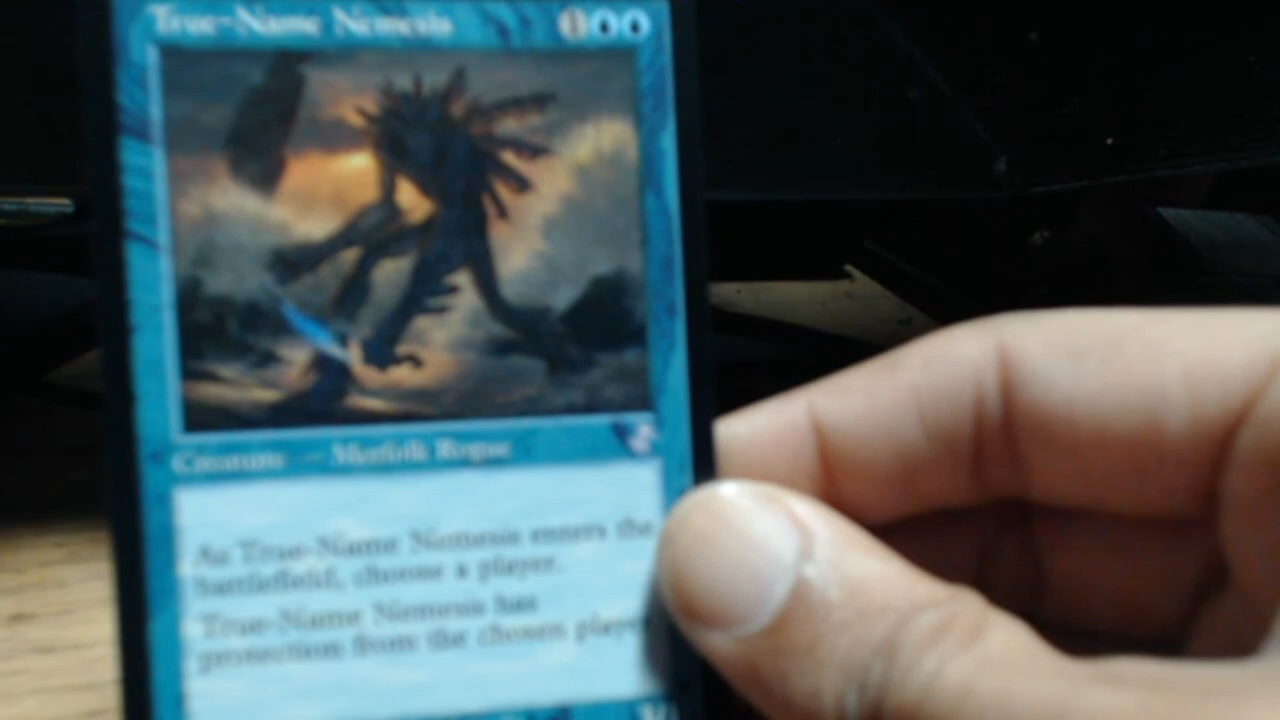 True-Name Nemesis
Creature — Merfolk Rogue
As True-Name Nemesis enters the
battlefield, choose a player.
True-Name Nemesis has
protection from the chosen playe